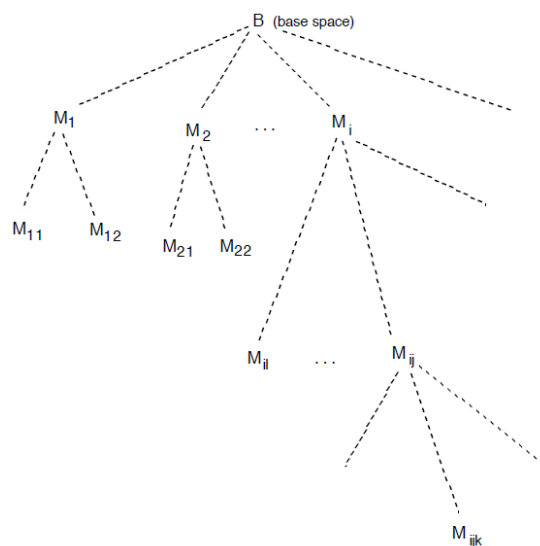 B (base space)
M1
M2
...
Mi
M11
M12
M21
M22
Mil
...
Mij
Mijk